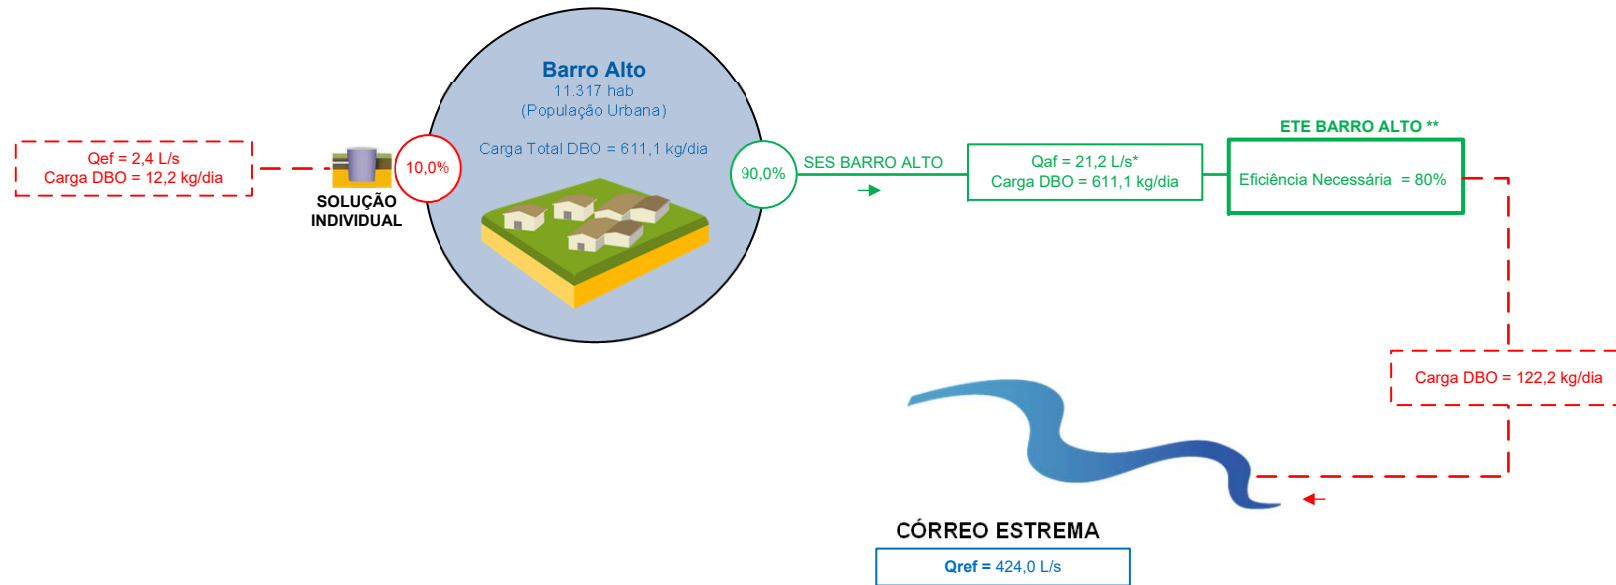 Barro Alto
11.317 hab
(População Urbana)
Carga Total DBO = 611,1 kg/dia
Qef = 2,4 L/s
Carga DBO = 12,2 kg/dia
SOLUÇÃO
INDIVIDUAL
10,0%
90,0%
SES BARRO ALTO
Qaf = 21,2 L/s*
Carga DBO = 611,1 kg/dia
ETE BARRO ALTO **
Eficiência Necessária = 80%
Carga DBO = 122,2 kg/dia
CÓRREO ESTREMA
Qref = 424,0 L/s